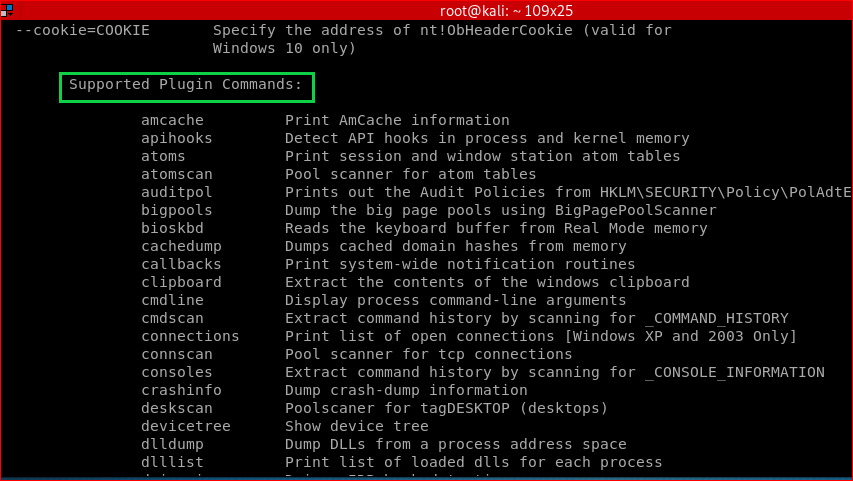 root@kali: ~ 109x25
--cookie=COOKIE Specify the address of nt!ObHeaderCookie (valid for
Windows 10 only)
Supported Plugin Commands:
amcache Print AmCache information
apihooks Detect API hooks in process and kernel memory
atoms Print session and window station atom tables
atomscan Pool scanner for atom tables
auditpol Prints out the Audit Policies from HKLM\SECURITY\Policy\PolAdtE
bigpools Dump the big page pools using BigPagePoolScanner
bioskbd Reads the keyboard buffer from Real Mode memory
cachedump Dumps cached domain hashes from memory
callbacks Print system-wide notification routines
clipboard Extract the contents of the windows clipboard
cmdline Display process command-line arguments
cmdscan Extract command history by scanning for _COMMAND_HISTORY
connections Print list of open connections [Windows XP and 2003 Only]
connscan Pool scanner for tcp connections
consoles Extract command history by scanning for _CONSOLE_INFORMATION
crashinfo Dump crash-dump information
deskscan Poolscaner for tagDESKTOP (desktops)
devicetree Show device tree
dlldump Dump DLLs from a process address space
dlllist Print list of loaded dlls for each process